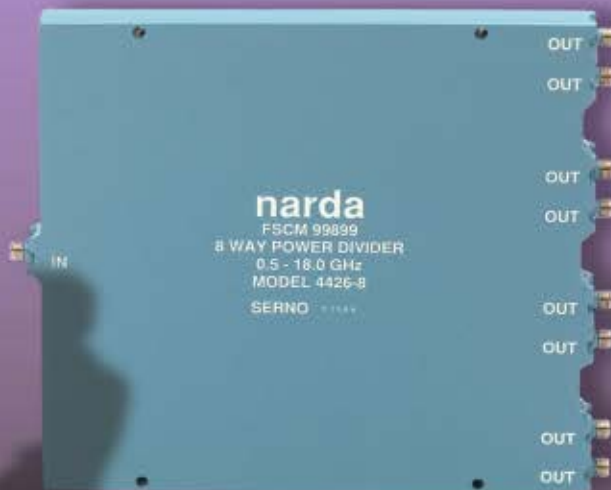 OUT
OUT
OUT
OUT
narda
FSCM 99899
8 WAY POWER DIVIDER
0.5 - 18.0 GHz
MODEL 4426-8
SERNO
IN
OUT
OUT
OUT
OUT